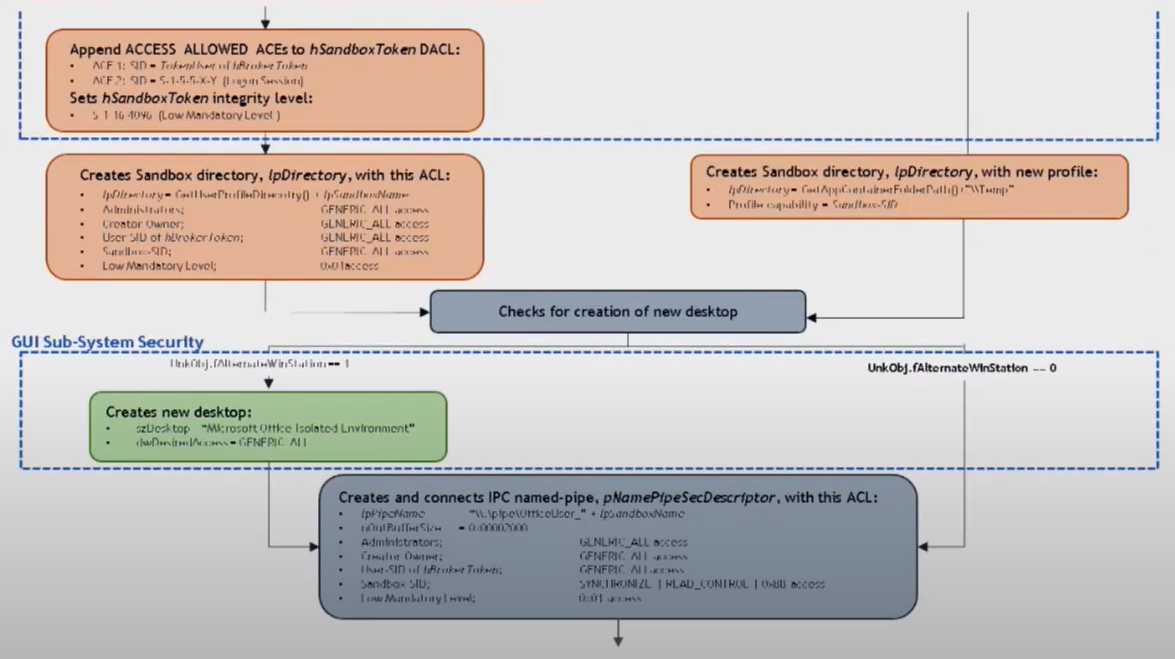 Append ACCESS ALLOWED ACEs to hSandboxToken DACL:
• ACE 1: SID = TokenUser of hBrokerToken
• ACE 2: SID = S-1-5-5-X-Y (Logon Session)
Sets hSandboxToken integrity level:
• S-1-16-4096 (Low Mandatory Level )
Creates Sandbox directory, lpDirectory, with this ACL:
• lpDirectory = GetUserProfileDirectory() + lpSandboxName
• Administrators; GENERIC_ALL access
• Creator Owner; GENERIC_ALL access
• User SID of hBrokerToken; GENERIC_ALL access
• Sandbox-SID; GENERIC_ALL access
• Low Mandatory Level; 0x01 access
Creates Sandbox directory, lpDirectory, with new profile:
• lpDirectory = GetAppContainerFolderPath()+"\\Temp"
• Profile capability = Sandbox-SID
Checks for creation of new desktop
GUI Sub-System Security
UnkObj.fAlternateWinStation == 1
UnkObj.fAlternateWinStation == 0
Creates new desktop:
• szDesktop "Microsoft Office Isolated Environment"
• dwDesiredAccess = GENERIC_ALL
Creates and connects IPC named-pipe, pNamePipeSecDescriptor, with this ACL:
• lpPipeName "\\.\pipe\OfficeUser_" + lpSandboxName
• nOutBufferSize = 0x00002000
• Administrators; GENERIC_ALL access
• Creator Owner; GENERIC_ALL access
• User-SID of hBrokerToken; GENERIC_ALL access
• Sandbox SID; SYNCHRONIZE | READ_CONTROL | 0xBB access
• Low Mandatory Level; 0x01 access